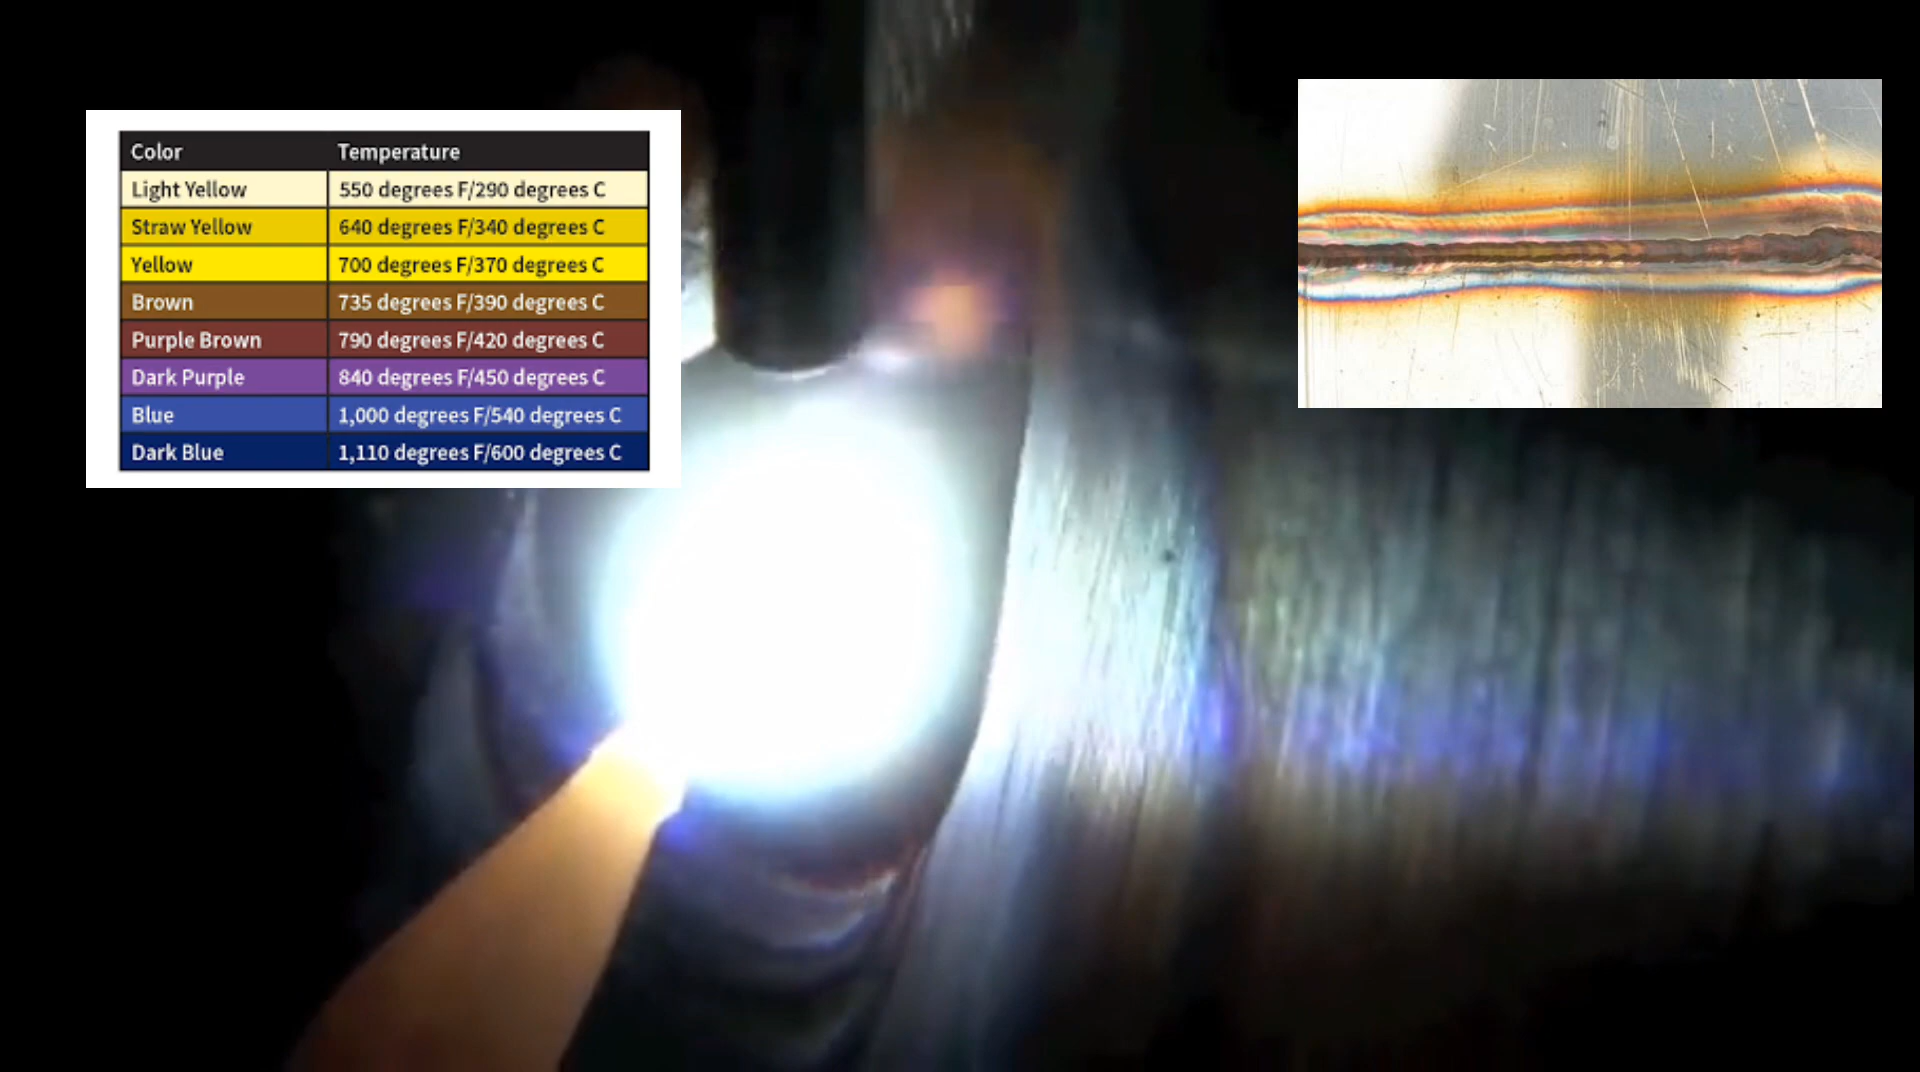 Color Temperature
Light Yellow 550 degrees F/290 degrees C
Straw Yellow 640 degrees F/340 degrees C
Yellow 700 degrees F/370 degrees C
Brown 735 degrees F/390 degrees C
Purple Brown 790 degrees F/420 degrees C
Dark Purple 840 degrees F/450 degrees C
Blue 1,000 degrees F/540 degrees C
Dark Blue 1,110 degrees F/600 degrees C